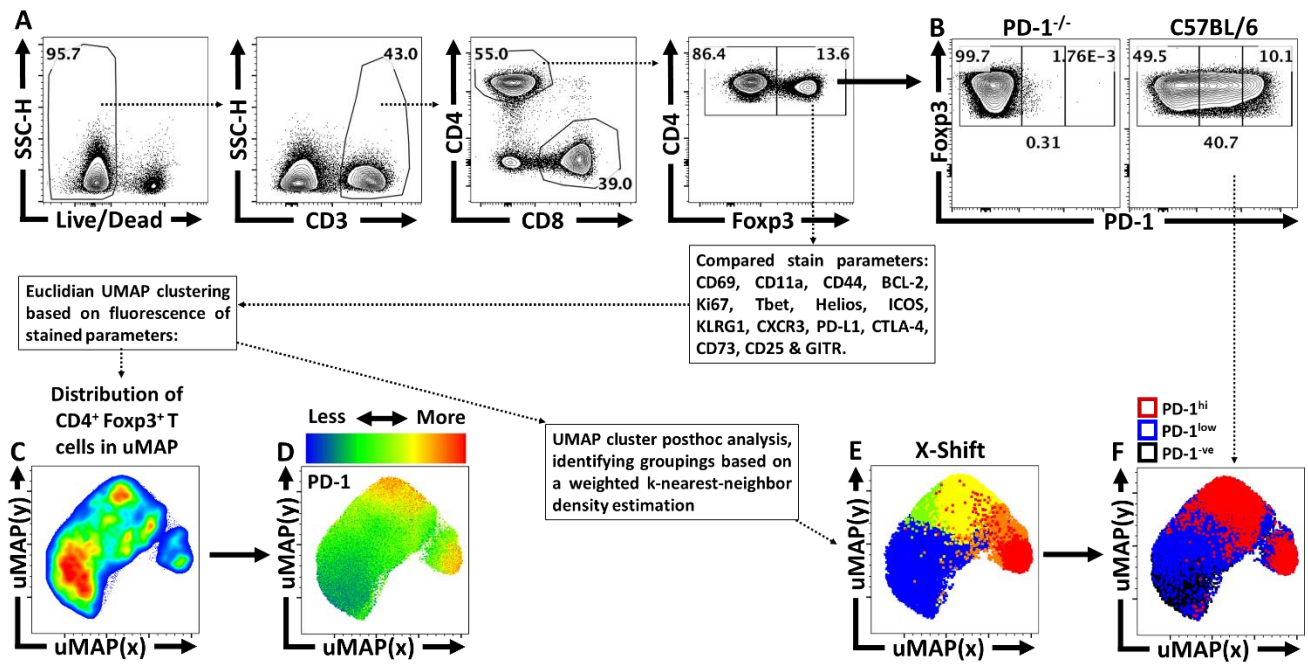 A
95.7
SSC-H
Live/Dead
43.0
SSC-H
CD3
55.0
39.0
CD4
CD8
86.4
13.6
CD4
Foxp3
B
PD-1-/-
C57BL/6
99.7
1.76E-3
0.31
49.5
10.1
40.7
Foxp3
PD-1
Compared stain parameters:
CD69, CD11a, CD44, BCL-2,
Ki67, Tbet, Helios, ICOS,
KLRG1, CXCR3, PD-L1, CTLA-4,
CD73, CD25 & GITR.
Euclidian UMAP clustering
based on fluorescence of
stained parameters:
Distribution of
CD4+ Foxp3+ T
cells in uMAP
C
uMAP(y)
uMAP(x)
Less
More
D
PD-1
uMAP(y)
uMAP(x)
UMAP cluster posthoc analysis,
identifying groupings based on
a weighted k-nearest-neighbor
density estimation
E
X-Shift
uMAP(y)
uMAP(x)
PD-1hi
PD-1low
PD-1-ve
F
uMAP(y)
uMAP(x)